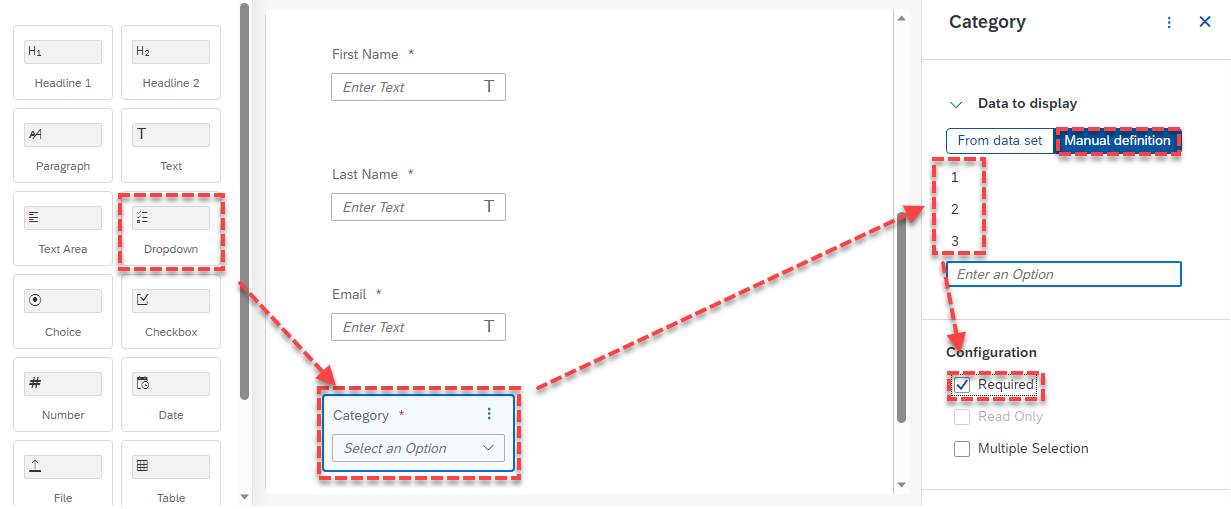 H1
Headline 1
H2
Headline 2
Paragraph
T
Text
Text Area
Dropdown
Choice
Checkbox
#
Number
Date
File
Table
First Name *
Enter Text T
Last Name *
Enter Text T
Email *
Enter Text T
Category *
Select an Option
Category
Data to display
From data set Manual definition
1
2
3
Enter an Option
Configuration
Required
Read Only
Multiple Selection